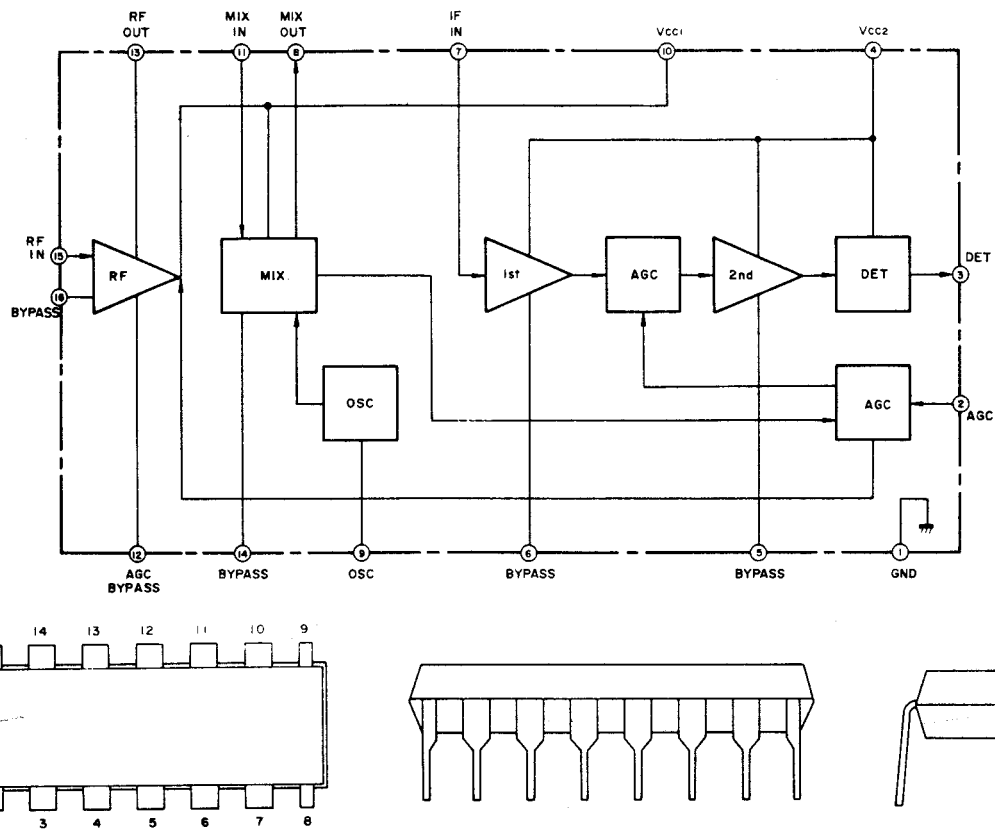 RF OUT
MIX IN
MIX OUT
IF IN
VCC1
VCC2
13
11
8
7
10
4
RF IN
15
16
BYPASS
RF
MIX.
1st
AGC
2nd
DET
3
DET
OSC
AGC
2
AGC
12
14
9
6
5
1
AGC BYPASS
BYPASS
OSC
BYPASS
BYPASS
GND
14 13 12 11 10 9
3 4 5 6 7 8